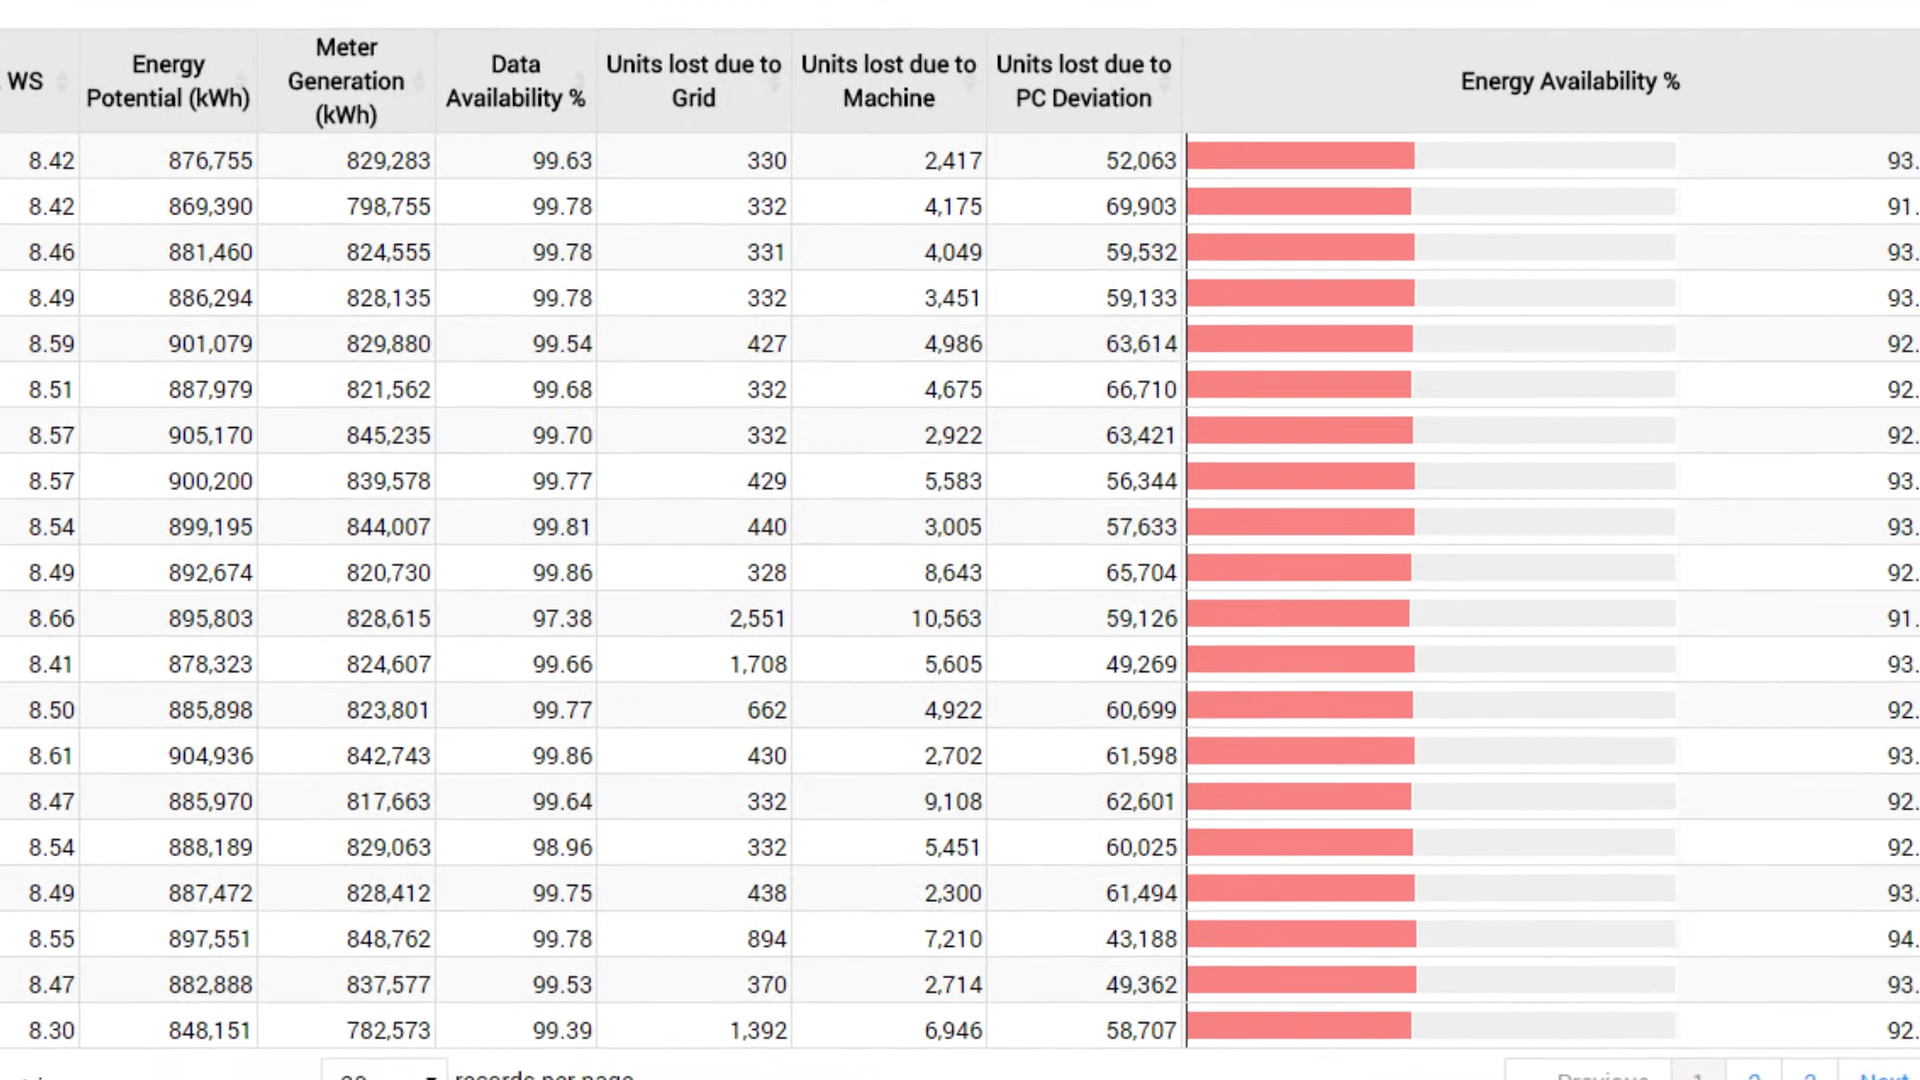 WS Energy Potential (kWh) Meter Generation (kWh) Data Availability % Units lost due to Grid Units lost due to Machine Units lost due to PC Deviation Energy Availability %
8.42 876,755 829,283 99.63 330 2,417 52,063 93.
8.42 869,390 798,755 99.78 332 4,175 69,903 91.
8.46 881,460 824,555 99.78 331 4,049 59,532 93.
8.49 886,294 828,135 99.78 332 3,451 59,133 93.
8.59 901,079 829,880 99.54 427 4,986 63,614 92.
8.51 887,979 821,562 99.68 332 4,675 66,710 92.
8.57 905,170 845,235 99.70 332 2,922 63,421 92.
8.57 900,200 839,578 99.77 429 5,583 56,344 93.
8.54 899,195 844,007 99.81 440 3,005 57,633 93.
8.49 892,674 820,730 99.86 328 8,643 65,704 92.
8.66 895,803 828,615 97.38 2,551 10,563 59,126 91.
8.41 878,323 824,607 99.66 1,708 5,605 49,269 93.
8.50 885,898 823,801 99.77 662 4,922 60,699 92.
8.61 904,936 842,743 99.86 430 2,702 61,598 93.
8.47 885,970 817,663 99.64 332 9,108 62,601 92.
8.54 888,189 829,063 98.96 332 5,451 60,025 92.
8.49 887,472 828,412 99.75 438 2,300 61,494 93.
8.55 897,551 848,762 99.78 894 7,210 43,188 94.
8.47 882,888 837,577 99.53 370 2,714 49,362 93.
8.30 848,151 782,573 99.39 1,392 6,946 58,707 92.
records per page Previous 1 Next